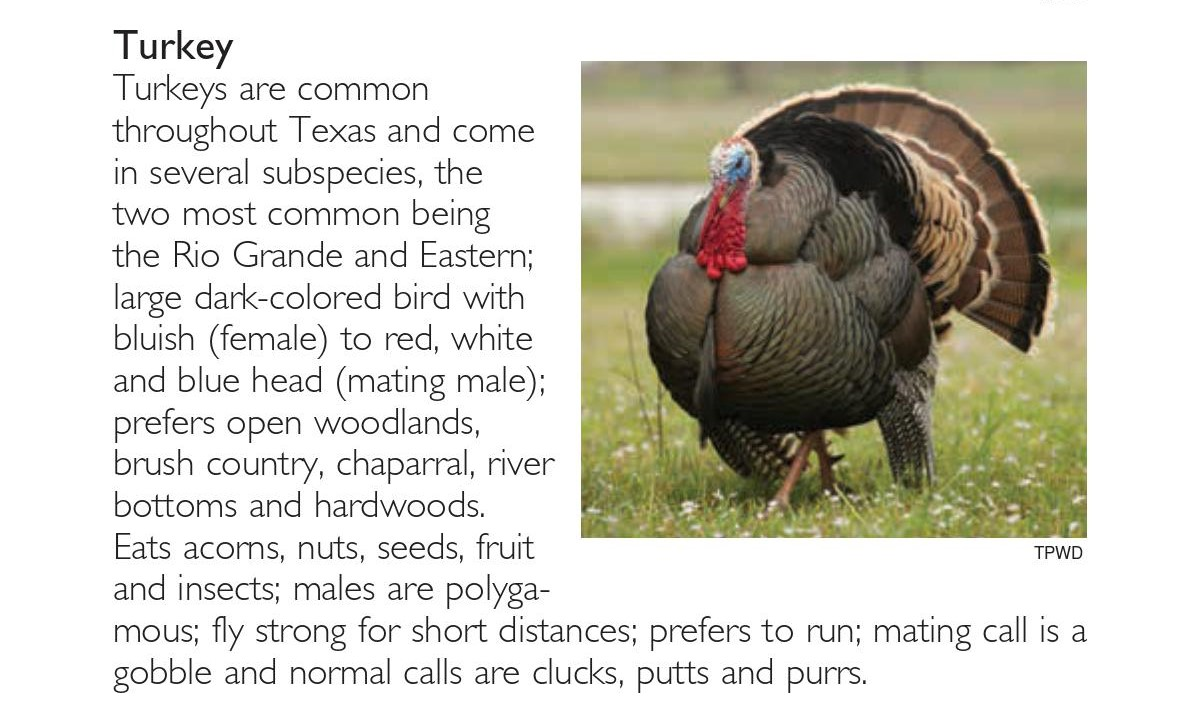 Turkey
Turkeys are common
throughout Texas and come
in several subspecies, the
two most common being
the Rio Grande and Eastern;
large dark-colored bird with
bluish (female) to red, white
and blue head (mating male);
prefers open woodlands,
brush country, chaparral, river
bottoms and hardwoods.
Eats acorns, nuts, seeds, fruit
and insects; males are polyga-
mous; fly strong for short distances; prefers to run; mating call is a
gobble and normal calls are clucks, putts and purrs.
TPWD